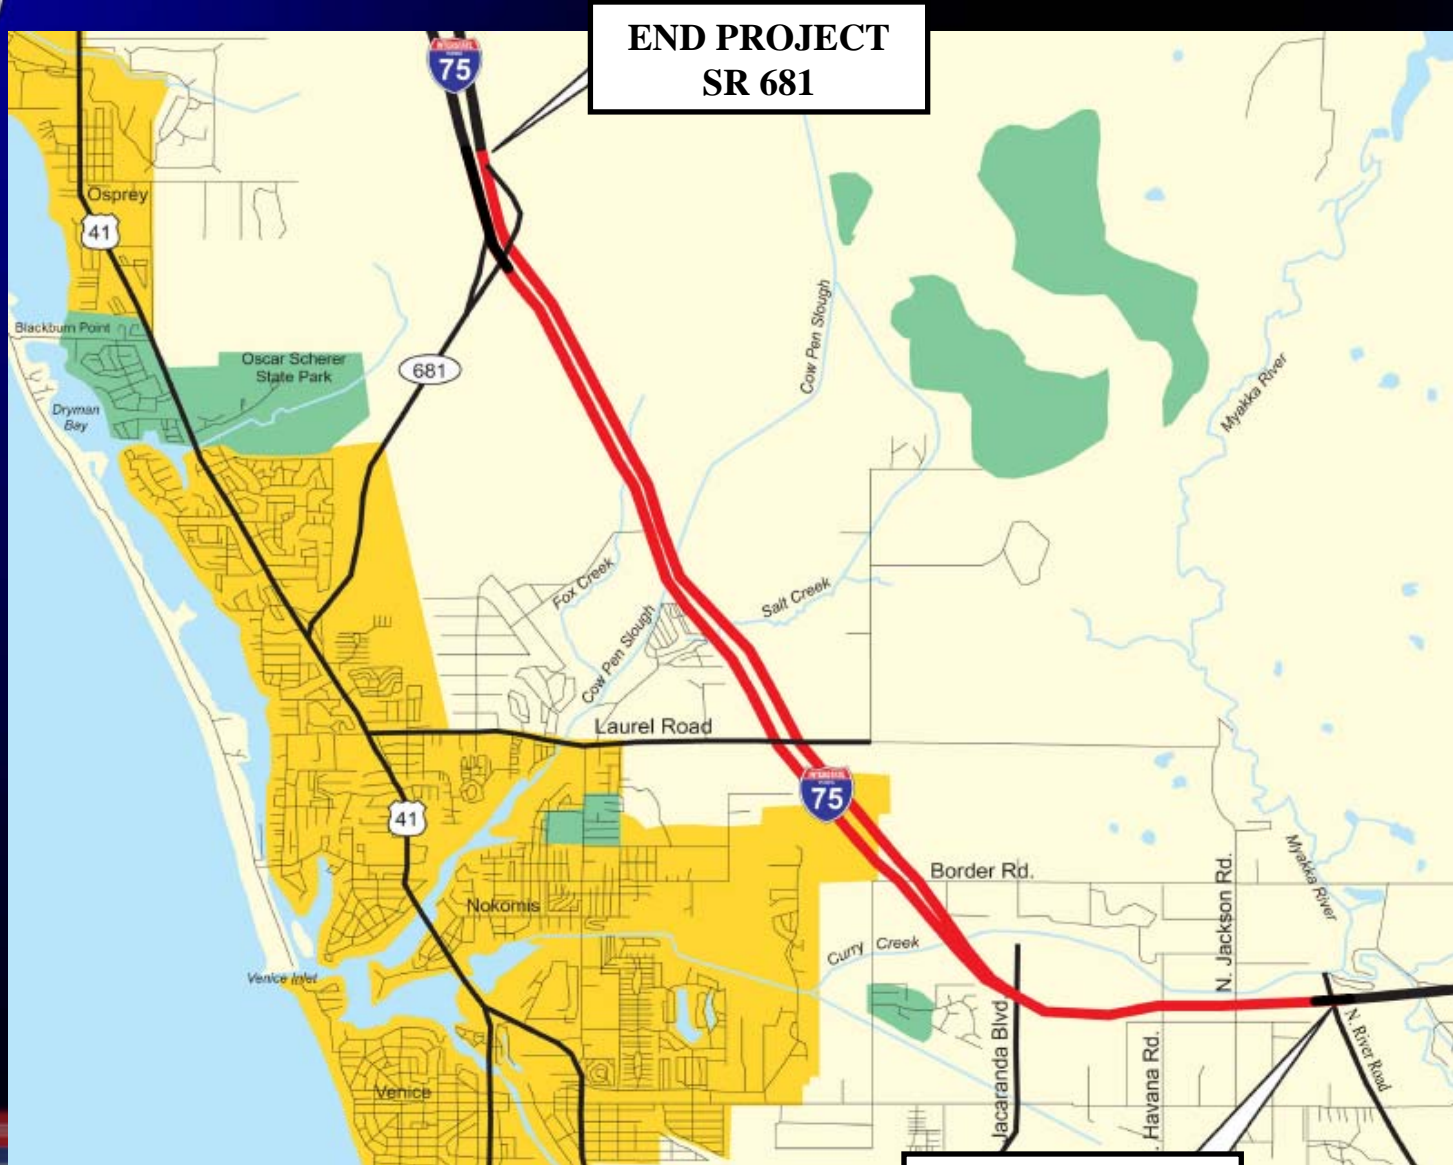 END PROJECT
SR 681
INTERSTATE
75
Osprey
41
Blackburn Point
Oscar Scherer
State Park
681
Dryman
Bay
Cow Pen Slough
Myakka River
Fox Creek
Salt Creek
Cow Pen Slough
Laurel Road
INTERSTATE
75
41
Border Rd.
N. Jackson Rd.
Myakka River
Nokomis
Curry Creek
Venice Inlet
Jacaranda Blvd
. Havana Rd.
N. River Road
Venice